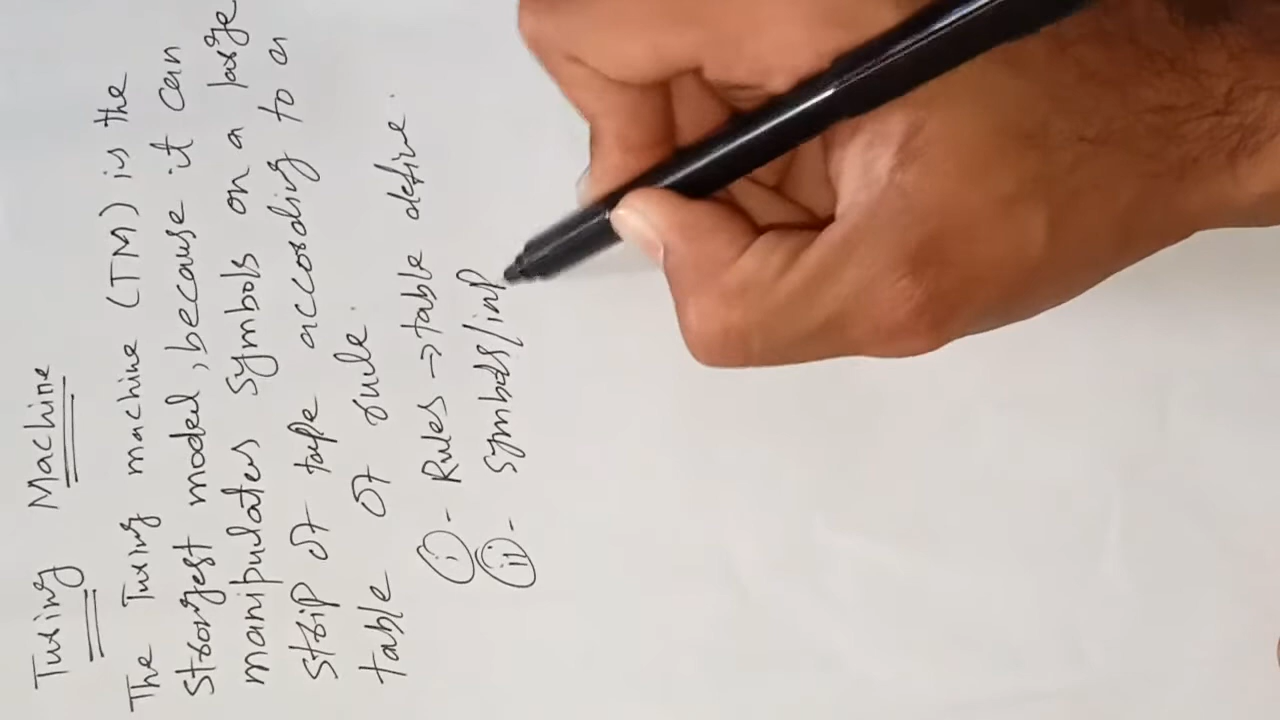 Turing Machine
The Turing machine (TM) is the
strongest model, because it can
manipulates symbols on a large
strip of tape according to a
table of rule.
(i)- Rules → table define.
(ii)- symbols/inp